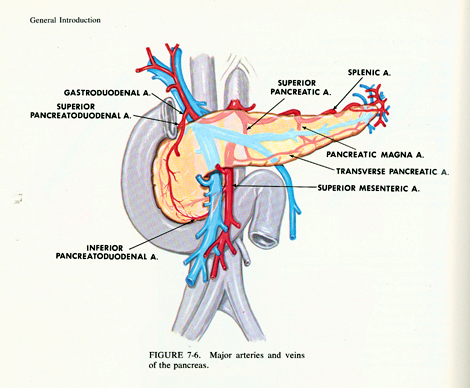 General Introduction
GASTRODUODENAL A.
SUPERIOR
PANCREATODUODENAL A.
SUPERIOR
PANCREATIC A.
SPLENIC A.
PANCREATIC MAGNA A.
TRANSVERSE PANCREATIC A.
SUPERIOR MESENTERIC A.
INFERIOR
PANCREATODUODENAL A.
FIGURE 7-6. Major arteries and veins
of the pancreas.